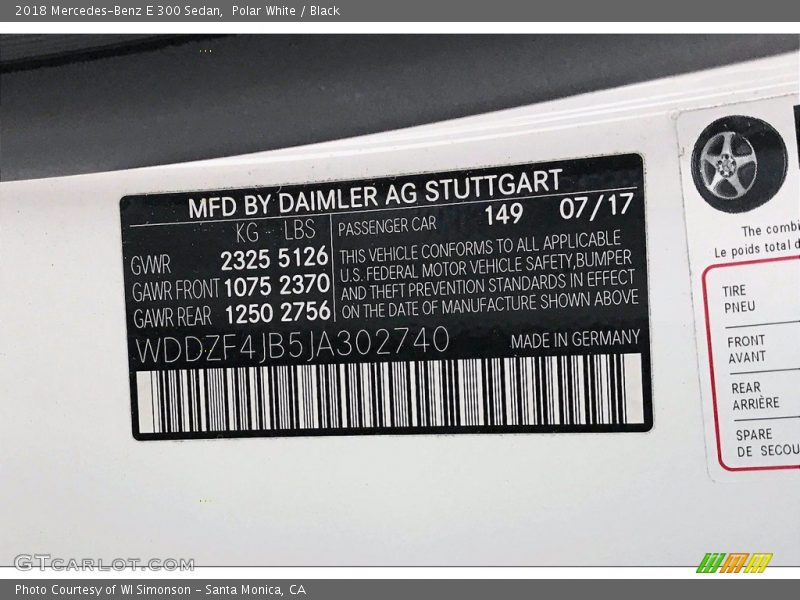 2018 Mercedes-Benz E 300 Sedan, Polar White / Black
MFD BY DAIMLER AG STUTTGART
KG LBS
GVWR 2325 5126
GAWR FRONT 1075 2370
GAWR REAR 1250 2756
PASSENGER CAR 149 07/17
THIS VEHICLE CONFORMS TO ALL APPLICABLE
U.S. FEDERAL MOTOR VEHICLE SAFETY,BUMPER
AND THEFT PREVENTION STANDARDS IN EFFECT
ON THE DATE OF MANUFACTURE SHOWN ABOVE
WDDZF4JB5JA302740 MADE IN GERMANY
The combi
Le poids total d
TIRE
PNEU
FRONT
AVANT
REAR
ARRIÈRE
SPARE
DE SECOU
GTCARLOT.COM
Photo Courtesy of WI Simonson - Santa Monica, CA